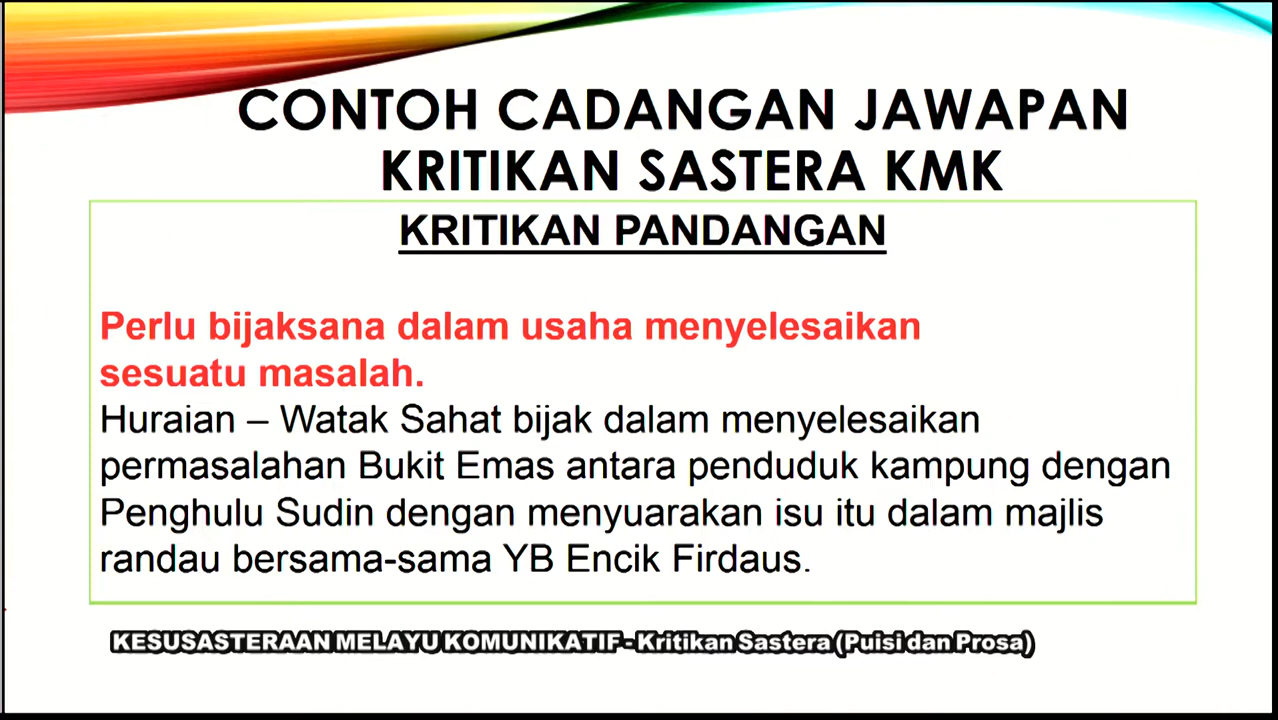 CONTOH CADANGAN JAWAPAN
KRITIKAN SASTERA KMK
KRITIKAN PANDANGAN
Perlu bijaksana dalam usaha menyelesaikan
sesuatu masalah.
Huraian – Watak Sahat bijak dalam menyelesaikan
permasalahan Bukit Emas antara penduduk kampung dengan
Penghulu Sudin dengan menyuarakan isu itu dalam majlis
randau bersama-sama YB Encik Firdaus.
KESUSASTERAAN MELAYU KOMUNIKATIF - Kritikan Sastera (Puisi dan Prosa)